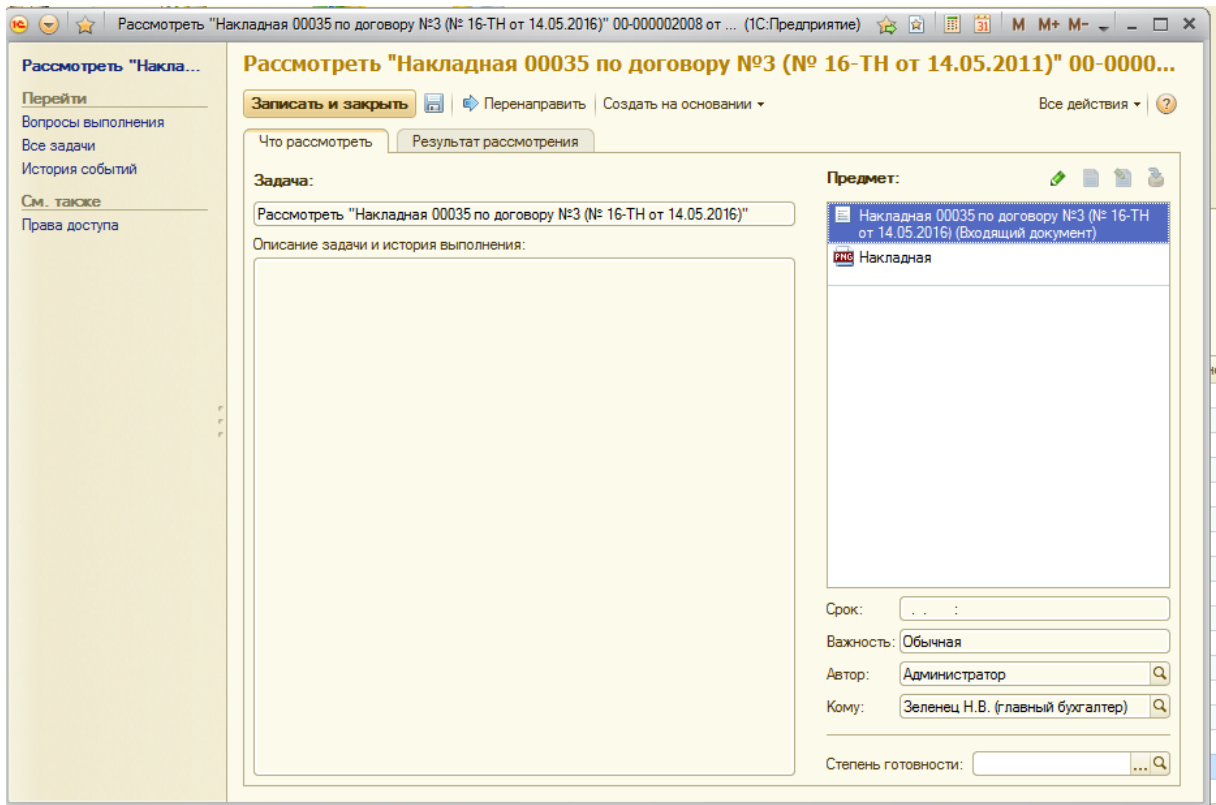 Рассмотреть "Накладная 00035 по договору №3 (№ 16-ТН от 14.05.2016)" 00-000002008 от ... (1С:Предприятие)
31
M M+ M-
Рассмотреть "Накла...
Перейти
Вопросы выполнения
Все задачи
История событий
См. также
Права доступа
Рассмотреть "Накладная 00035 по договору №3 (№ 16-ТН от 14.05.2011)" 00-0000...
Записать и закрыть
Перенаправить
Создать на основании
Все действия
?
Что рассмотреть
Результат рассмотрения
Задача:
Рассмотреть "Накладная 00035 по договору №3 (№ 16-ТН от 14.05.2016)"
Описание задачи и история выполнения:
Предмет:
Накладная 00035 по договору №3 (№ 16-ТН
от 14.05.2016) (Входящий документ)
PNG Накладная
Срок: . . :
Важность: Обычная
Автор: Администратор
Кому: Зеленец Н.В. (главный бухгалтер)
Степень готовности: ...